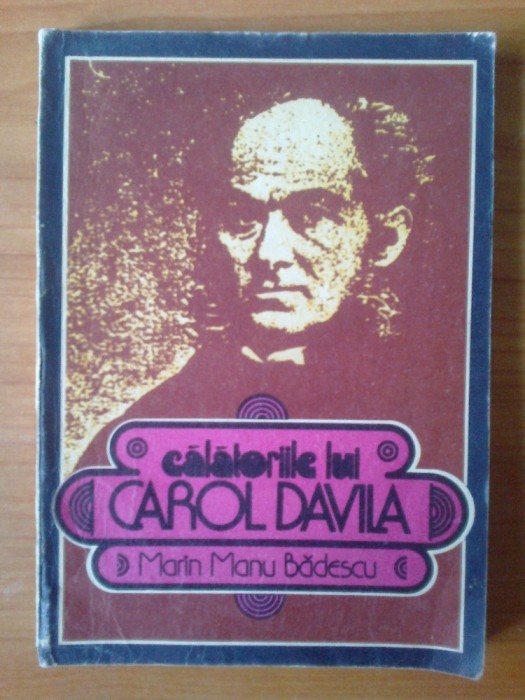 călătoriile lui
CAROL DAVILA
Marin Manu Bădescu